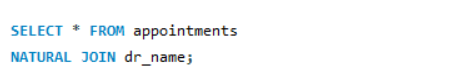 SELECT * FROM appointments
NATURAL JOIN dr_name;